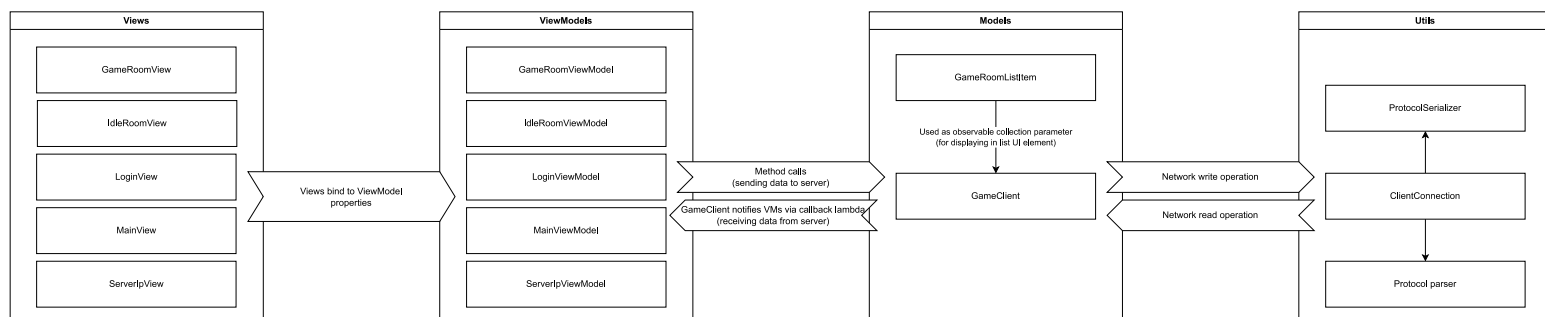 Views
GameRoomView
IdleRoomView
LoginView
MainView
ServerIpView
Views bind to ViewModel
properties
ViewModels
GameRoomViewModel
IdleRoomViewModel
LoginViewModel
MainViewModel
ServerIpViewModel
Method calls
(sending data to server)
GameClient notifies VMs via callback lambda
(receiving data from server)
Models
GameRoomListItem
Used as observable collection parameter
(for displaying in list UI element)
GameClient
Network write operation
Network read operation
Utils
ProtocolSerializer
ClientConnection
Protocol parser